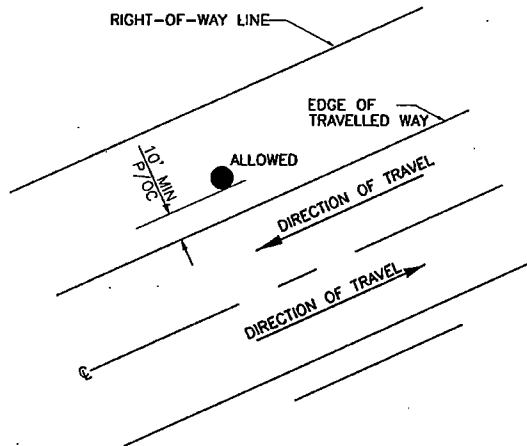 RIGHT-OF-WAY LINE
EDGE OF
TRAVELLED WAY
10' MIN
P/OC
ALLOWED
DIRECTION OF TRAVEL
DIRECTION OF TRAVEL
℄